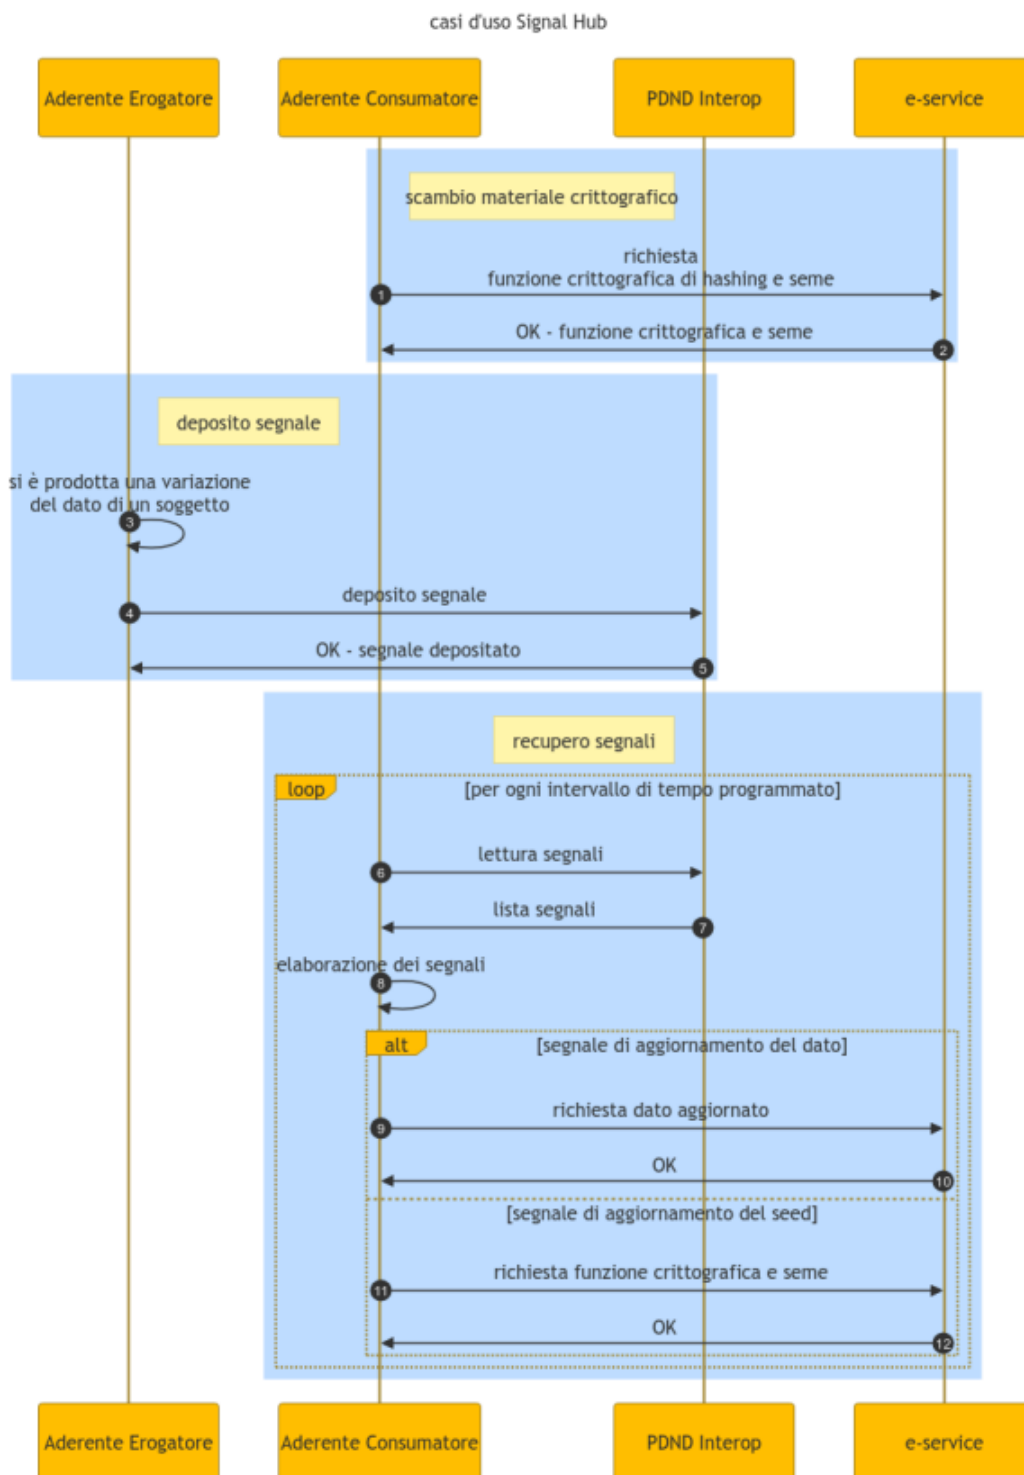 casi d'uso Signal Hub
Aderente Erogatore
Aderente Consumatore
PDND Interop
e-service
scambio materiale crittografico
richiesta
funzione crittografica di hashing e seme
1
OK - funzione crittografica e seme
2
deposito segnale
si è prodotta una variazione
del dato di un soggetto
3
deposito segnale
4
OK - segnale depositato
5
recupero segnali
loop
[per ogni intervallo di tempo programmato]
lettura segnali
6
lista segnali
7
elaborazione dei segnali
8
alt
[segnale di aggiornamento del dato]
richiesta dato aggiornato
9
OK
10
[segnale di aggiornamento del seed]
richiesta funzione crittografica e seme
11
OK
12
Aderente Erogatore
Aderente Consumatore
PDND Interop
e-service